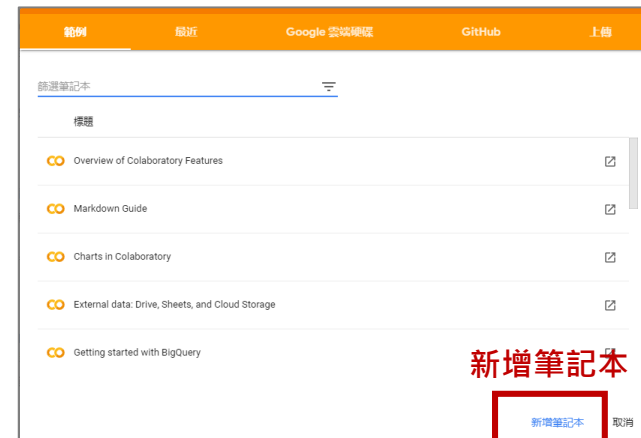 範例 最近 Google 雲端硬碟 GitHub 上傳
篩選筆記本
標題
Overview of Colaboratory Features
Markdown Guide
Charts in Colaboratory
External data: Drive, Sheets, and Cloud Storage
Getting started with BigQuery
新增筆記本
新增筆記本 取消